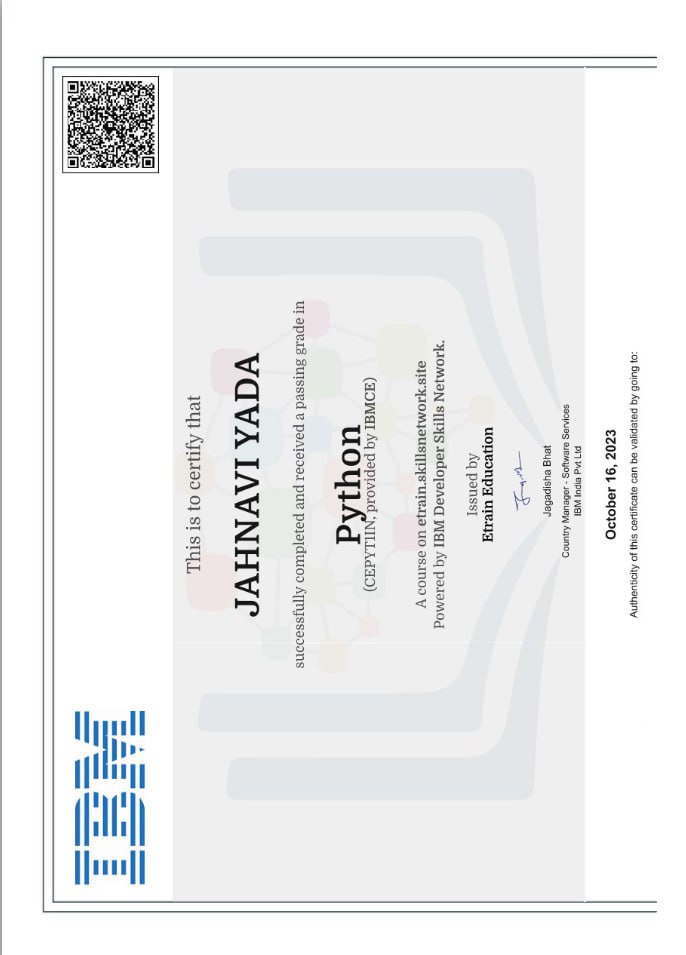 IBM
This is to certify that
JAHNAVI YADA
successfully completed and received a passing grade in
Python
(CEPYT1IN, provided by IBMCE)
A course on etrain.skillsnetwork.site
Powered by IBM Developer Skills Network.
Issued by
Etrain Education
Jagadisha Bhat
Country Manager - Software Services
IBM India Pvt Ltd
October 16, 2023
Authenticity of this certificate can be validated by going to: